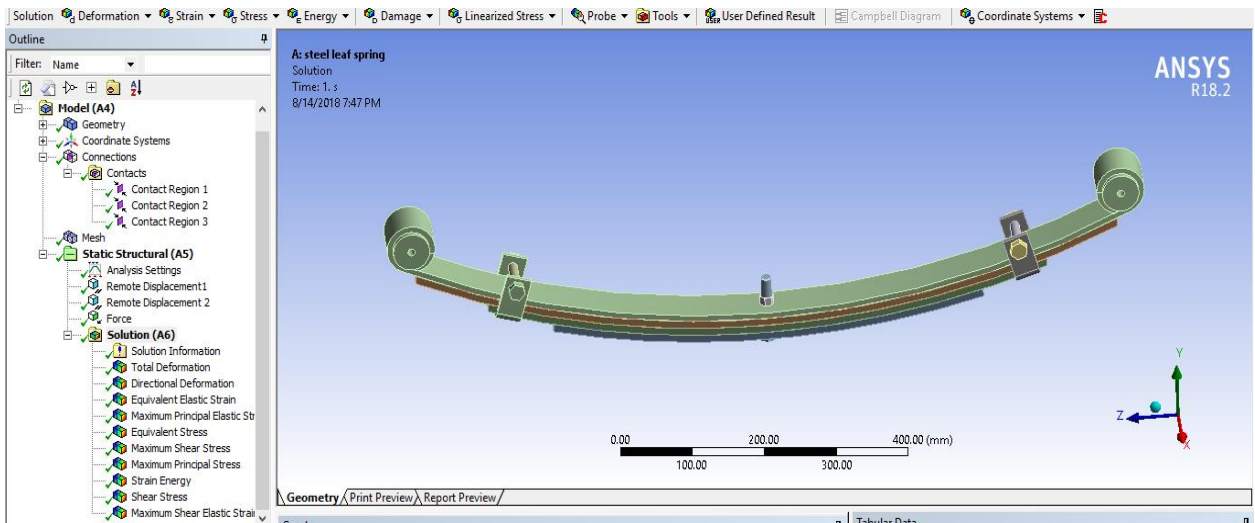 Solution Deformation Strain Stress Energy Damage Linearized Stress Probe Tools User Defined Result Campbell Diagram Coordinate Systems
Outline
Filter: Name
Model (A4)
Geometry
Coordinate Systems
Connections
Contacts
Contact Region 1
Contact Region 2
Contact Region 3
Mesh
Static Structural (A5)
Analysis Settings
Remote Displacement1
Remote Displacement 2
Force
Solution (A6)
Solution Information
Total Deformation
Directional Deformation
Equivalent Elastic Strain
Maximum Principal Elastic Str
Equivalent Stress
Maximum Shear Stress
Maximum Principal Stress
Strain Energy
Shear Stress
Maximum Shear Elastic Strai
A: steel leaf spring
Solution
Time: 1. s
8/14/2018 7:47 PM
ANSYS
R18.2
Y
Z
X
0.00 200.00 400.00 (mm)
100.00 300.00
Geometry Print Preview Report Preview
Tabular Data